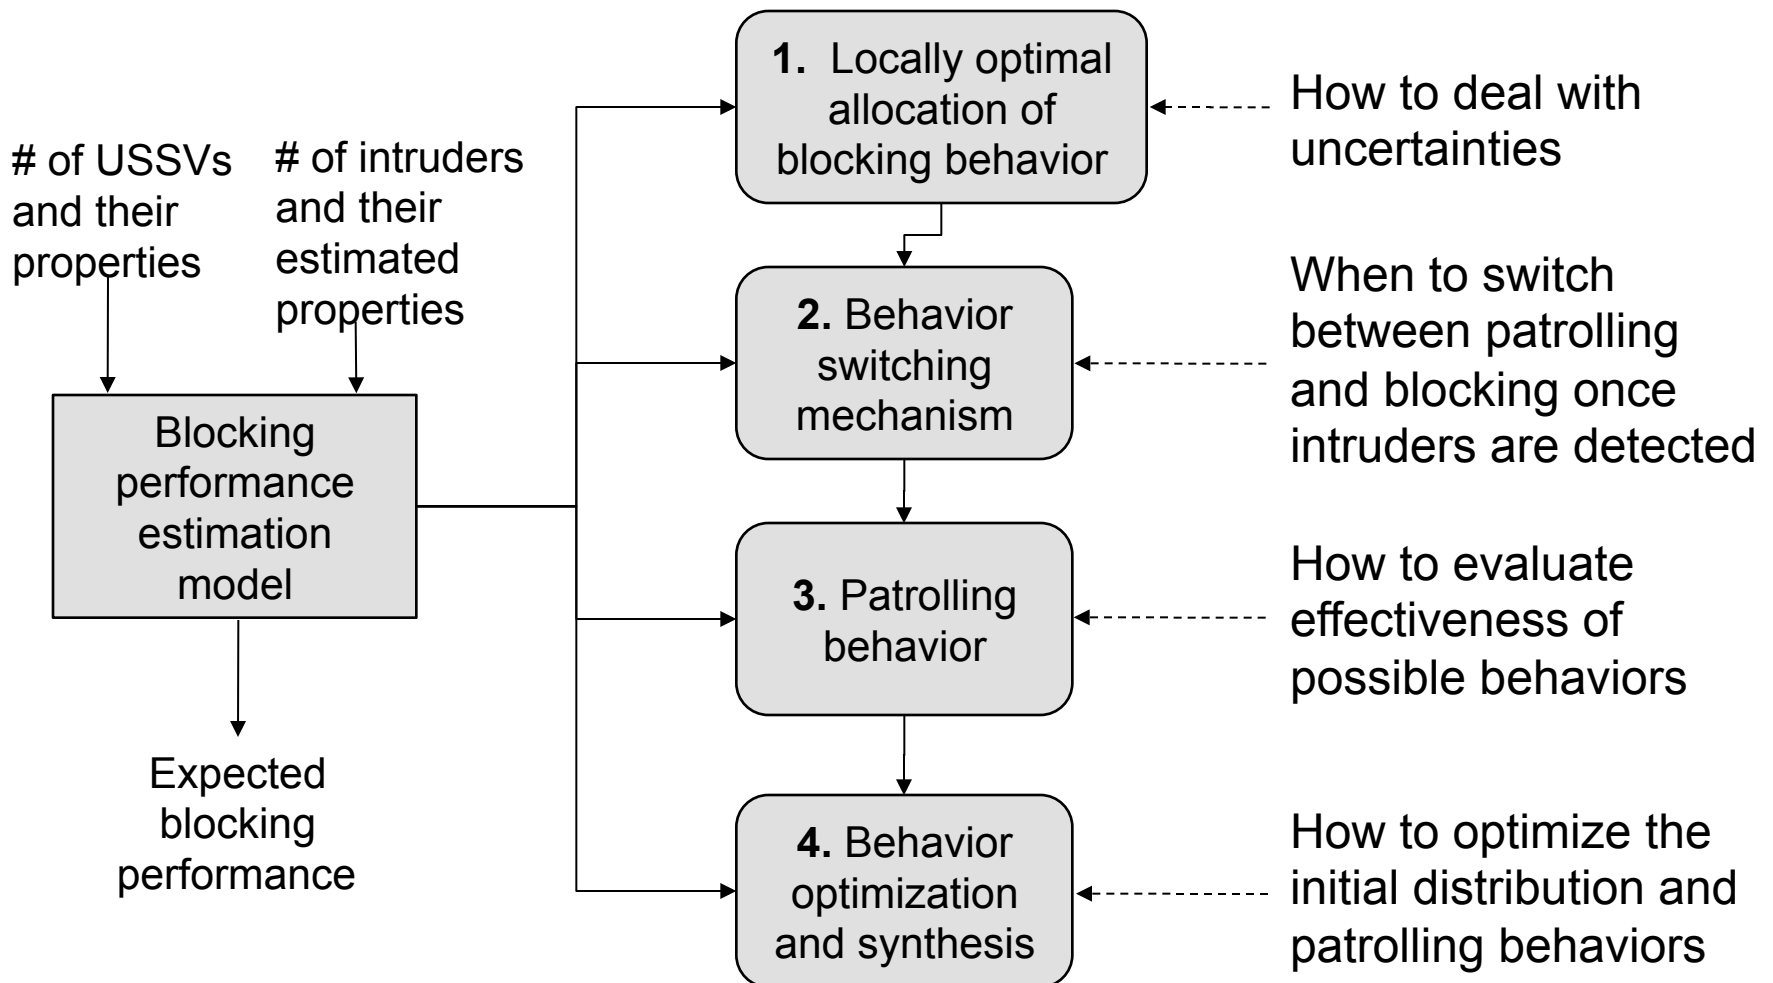 # of USSVs
and their
properties
# of intruders
and their
estimated
properties
Blocking
performance
estimation
model
Expected
blocking
performance
1. Locally optimal
allocation of
blocking behavior
How to deal with
uncertainties
2. Behavior
switching
mechanism
When to switch
between patrolling
and blocking once
intruders are detected
3. Patrolling
behavior
How to evaluate
effectiveness of
possible behaviors
4. Behavior
optimization
and synthesis
How to optimize the
initial distribution and
patrolling behaviors